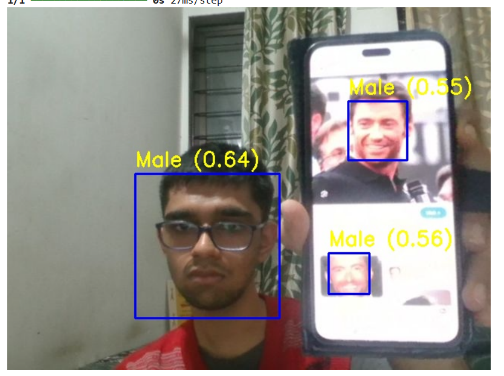 1/1 0s 27ms/step
Male (0.55)
Male (0.64)
Male (0.56)